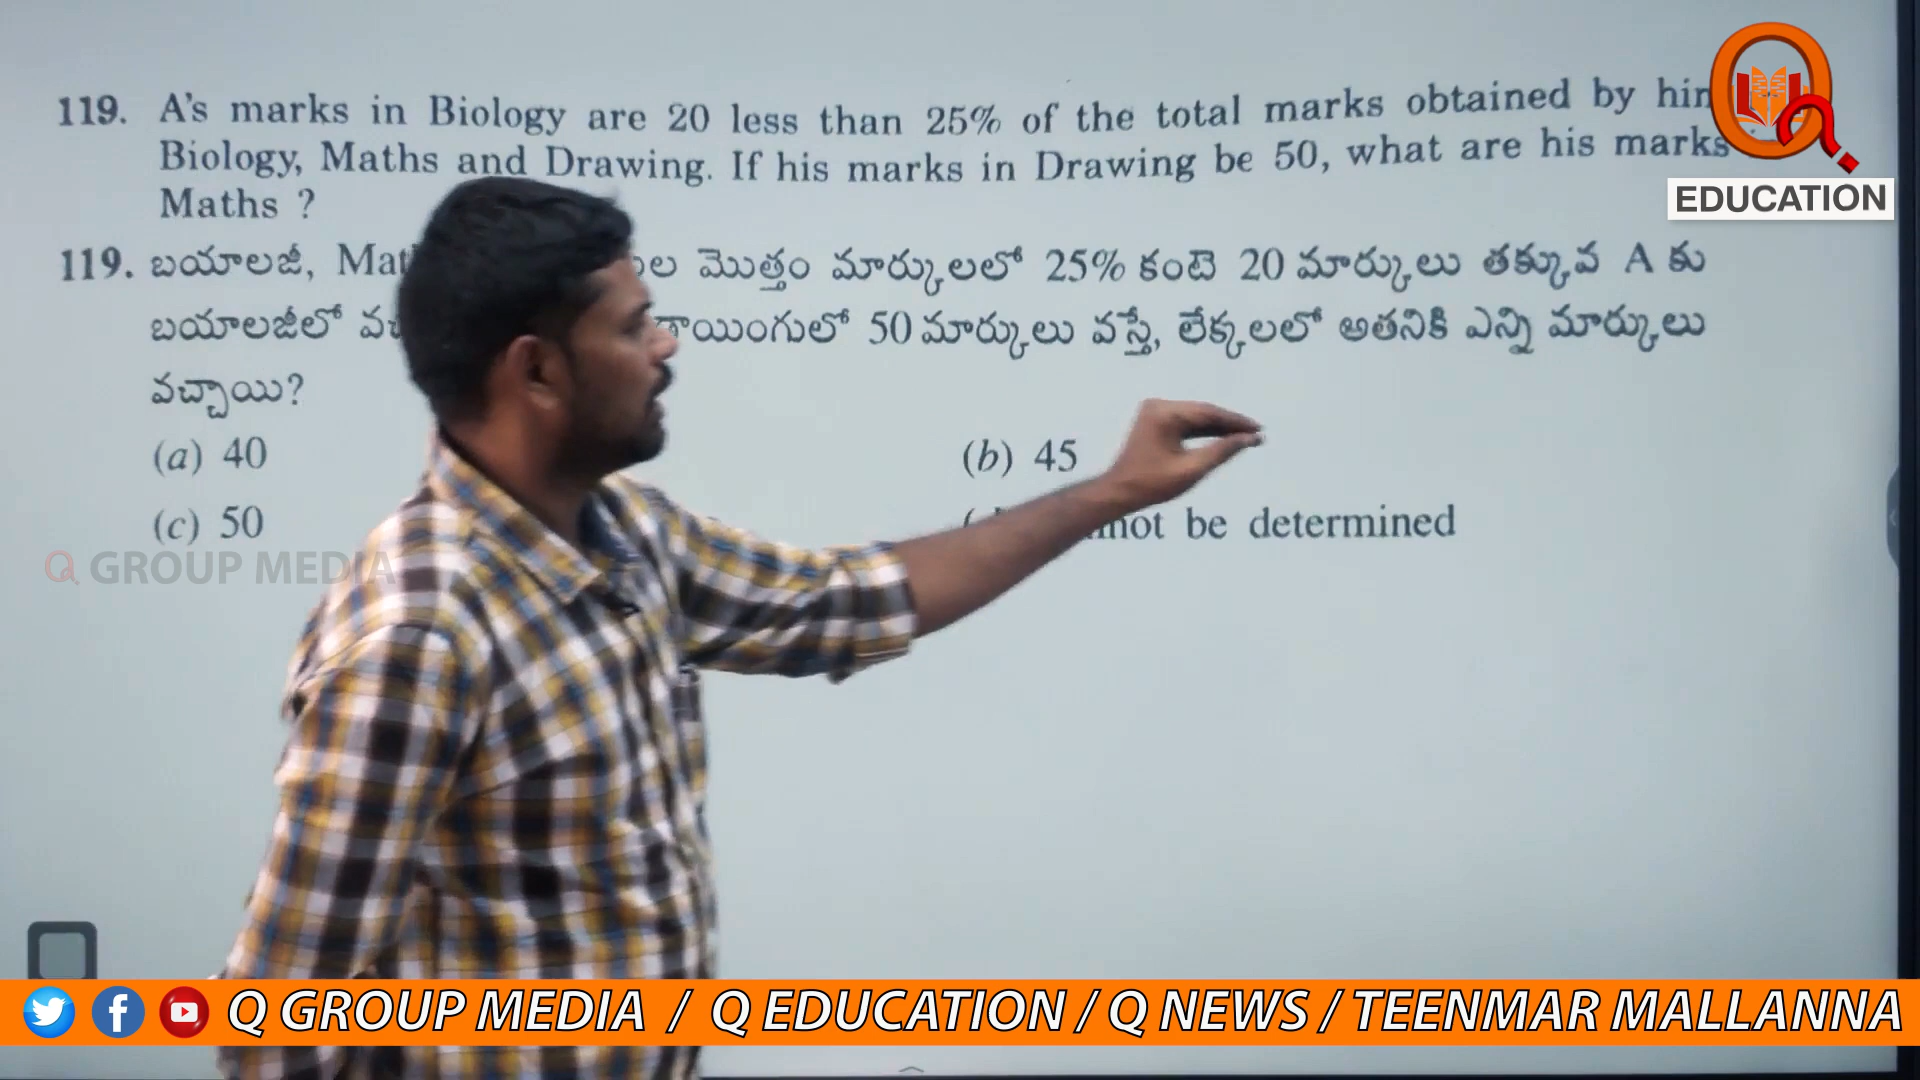 119. A's marks in Biology are 20 less than 25% of the total marks obtained by him
Biology, Maths and Drawing. If his marks in Drawing be 50, what are his marks
Maths ?
119. బయాలజీ, Mat ల మొత్తం మార్కులలో 25% కంటె 20 మార్కులు తక్కువ A కు
బయాలజీలో డ్రాయింగులో 50 మార్కులు వస్తే, లేక్కలలో అతనికి ఎన్ని మార్కులు
వచ్చాయి?
(a) 40 (b) 45
(c) 50 not be determined
Q GROUP MEDIA
EDUCATION
Q GROUP MEDIA / Q EDUCATION / Q NEWS / TEENMAR MALLANNA